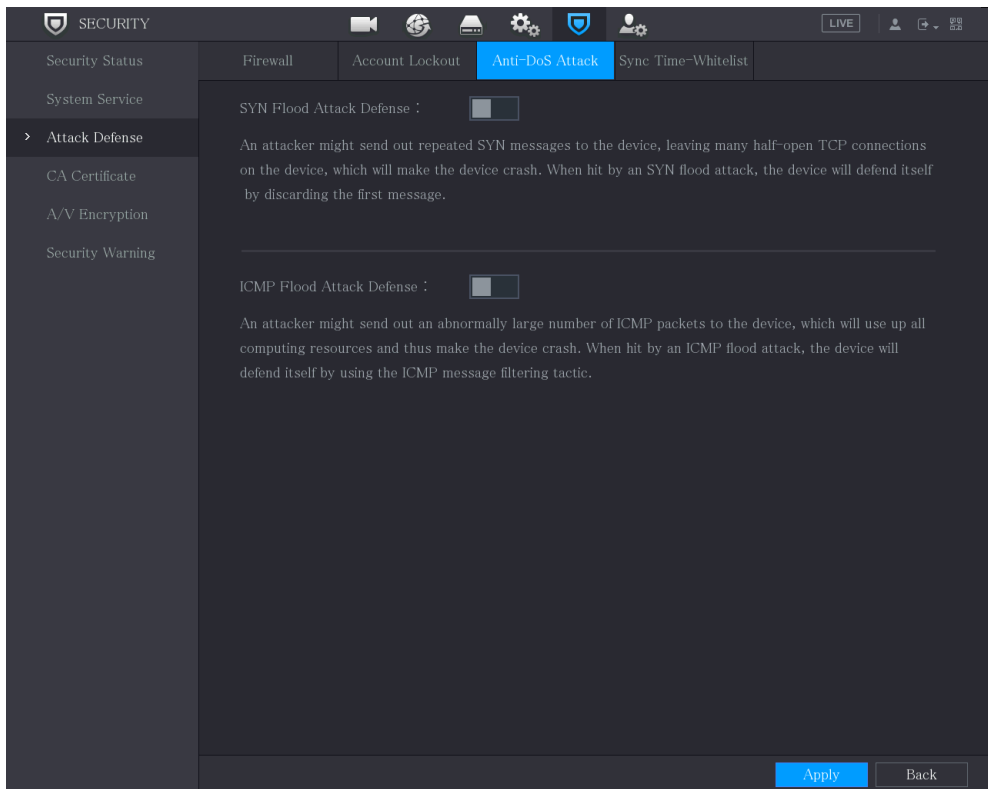 SECURITY
LIVE
Security Status
System Service
Attack Defense
CA Certificate
A/V Encryption
Security Warning
Firewall
Account Lockout
Anti-DoS Attack
Sync Time-Whitelist
SYN Flood Attack Defense :
An attacker might send out repeated SYN messages to the device, leaving many half-open TCP connections
on the device, which will make the device crash. When hit by an SYN flood attack, the device will defend itself
by discarding the first message.
ICMP Flood Attack Defense :
An attacker might send out an abnormally large number of ICMP packets to the device, which will use up all
computing resources and thus make the device crash. When hit by an ICMP flood attack, the device will
defend itself by using the ICMP message filtering tactic.
Apply
Back